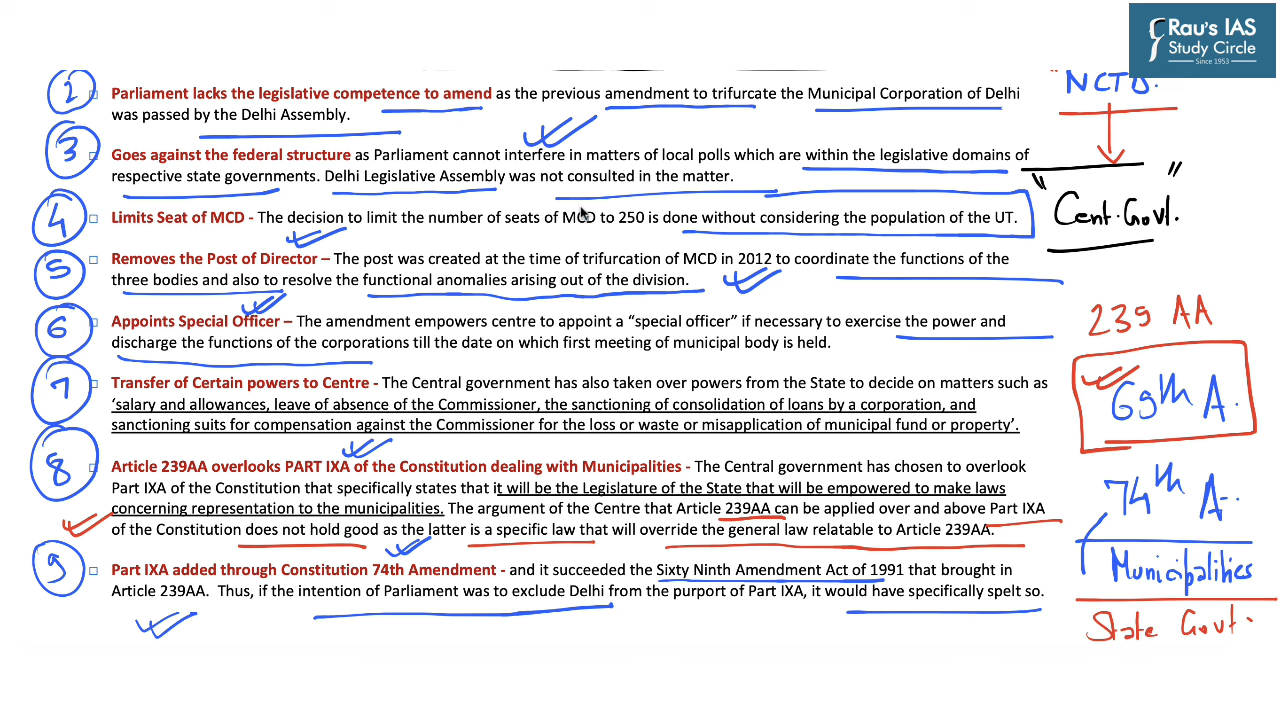 Rau's IAS
Study Circle
Since 1953
NCTD.
2 Parliament lacks the legislative competence to amend as the previous amendment to trifurcate the Municipal Corporation of Delhi
was passed by the Delhi Assembly.
3 Goes against the federal structure as Parliament cannot interfere in matters of local polls which are within the legislative domains of
respective state governments. Delhi Legislative Assembly was not consulted in the matter.
"Cent. Govt."
4 Limits Seat of MCD - The decision to limit the number of seats of MCD to 250 is done without considering the population of the UT.
5 Removes the Post of Director – The post was created at the time of trifurcation of MCD in 2012 to coordinate the functions of the
three bodies and also to resolve the functional anomalies arising out of the division.
6 Appoints Special Officer – The amendment empowers centre to appoint a “special officer” if necessary to exercise the power and
discharge the functions of the corporations till the date on which first meeting of municipal body is held.
239 AA
7 Transfer of Certain powers to Centre - The Central government has also taken over powers from the State to decide on matters such as
‘salary and allowances, leave of absence of the Commissioner, the sanctioning of consolidation of loans by a corporation, and
sanctioning suits for compensation against the Commissioner for the loss or waste or misapplication of municipal fund or property’.
69th A.
8 Article 239AA overlooks PART IXA of the Constitution dealing with Municipalities - The Central government has chosen to overlook
Part IXA of the Constitution that specifically states that it will be the Legislature of the State that will be empowered to make laws
concerning representation to the municipalities. The argument of the Centre that Article 239AA can be applied over and above Part IXA
of the Constitution does not hold good as the latter is a specific law that will override the general law relatable to Article 239AA.
74th A.
9 Part IXA added through Constitution 74th Amendment - and it succeeded the Sixty Ninth Amendment Act of 1991 that brought in
Article 239AA. Thus, if the intention of Parliament was to exclude Delhi from the purport of Part IXA, it would have specifically spelt so.
Municipalities
State Govt.